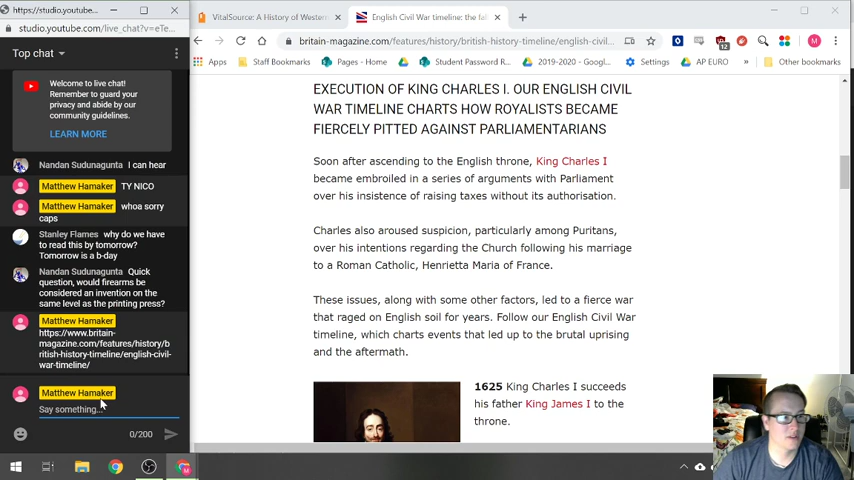 https://studio.youtube...
studio.youtube.com/live_chat?v=eTe...
Top chat
Welcome to live chat!
Remember to guard your
privacy and abide by our
community guidelines.
LEARN MORE
Nandan Sudunagunta I can hear
Matthew Hamaker TY NICO
Matthew Hamaker whoa sorry
caps
Stanley Flames why do we have
to read this by tomorrow?
Tomorrow is a b-day
Nandan Sudunagunta Quick
question, would firearms be
considered an invention on the
same level as the printing press?
Matthew Hamaker
https://www.britain-
magazine.com/features/history/b
ritish-history-timeline/english-civil-
war-timeline/
Matthew Hamaker
Say something...
0/200
VitalSource: A History of Western
English Civil War timeline: the fal
britain-magazine.com/features/history/british-history-timeline/english-civil...
12
M
Apps
Staff Bookmarks
Pages - Home
Student Password R...
2019-2020 - Googl...
Settings
AP EURO
»
Other bookmarks
EXECUTION OF KING CHARLES I. OUR ENGLISH CIVIL
WAR TIMELINE CHARTS HOW ROYALISTS BECAME
FIERCELY PITTED AGAINST PARLIAMENTARIANS
Soon after ascending to the English throne, King Charles I
became embroiled in a series of arguments with Parliament
over his insistence of raising taxes without its authorisation.
Charles also aroused suspicion, particularly among Puritans,
over his intentions regarding the Church following his marriage
to a Roman Catholic, Henrietta Maria of France.
These issues, along with some other factors, led to a fierce war
that raged on English soil for years. Follow our English Civil War
timeline, which charts events that led up to the brutal uprising
and the aftermath.
1625 King Charles I succeeds
his father King James I to the
throne.